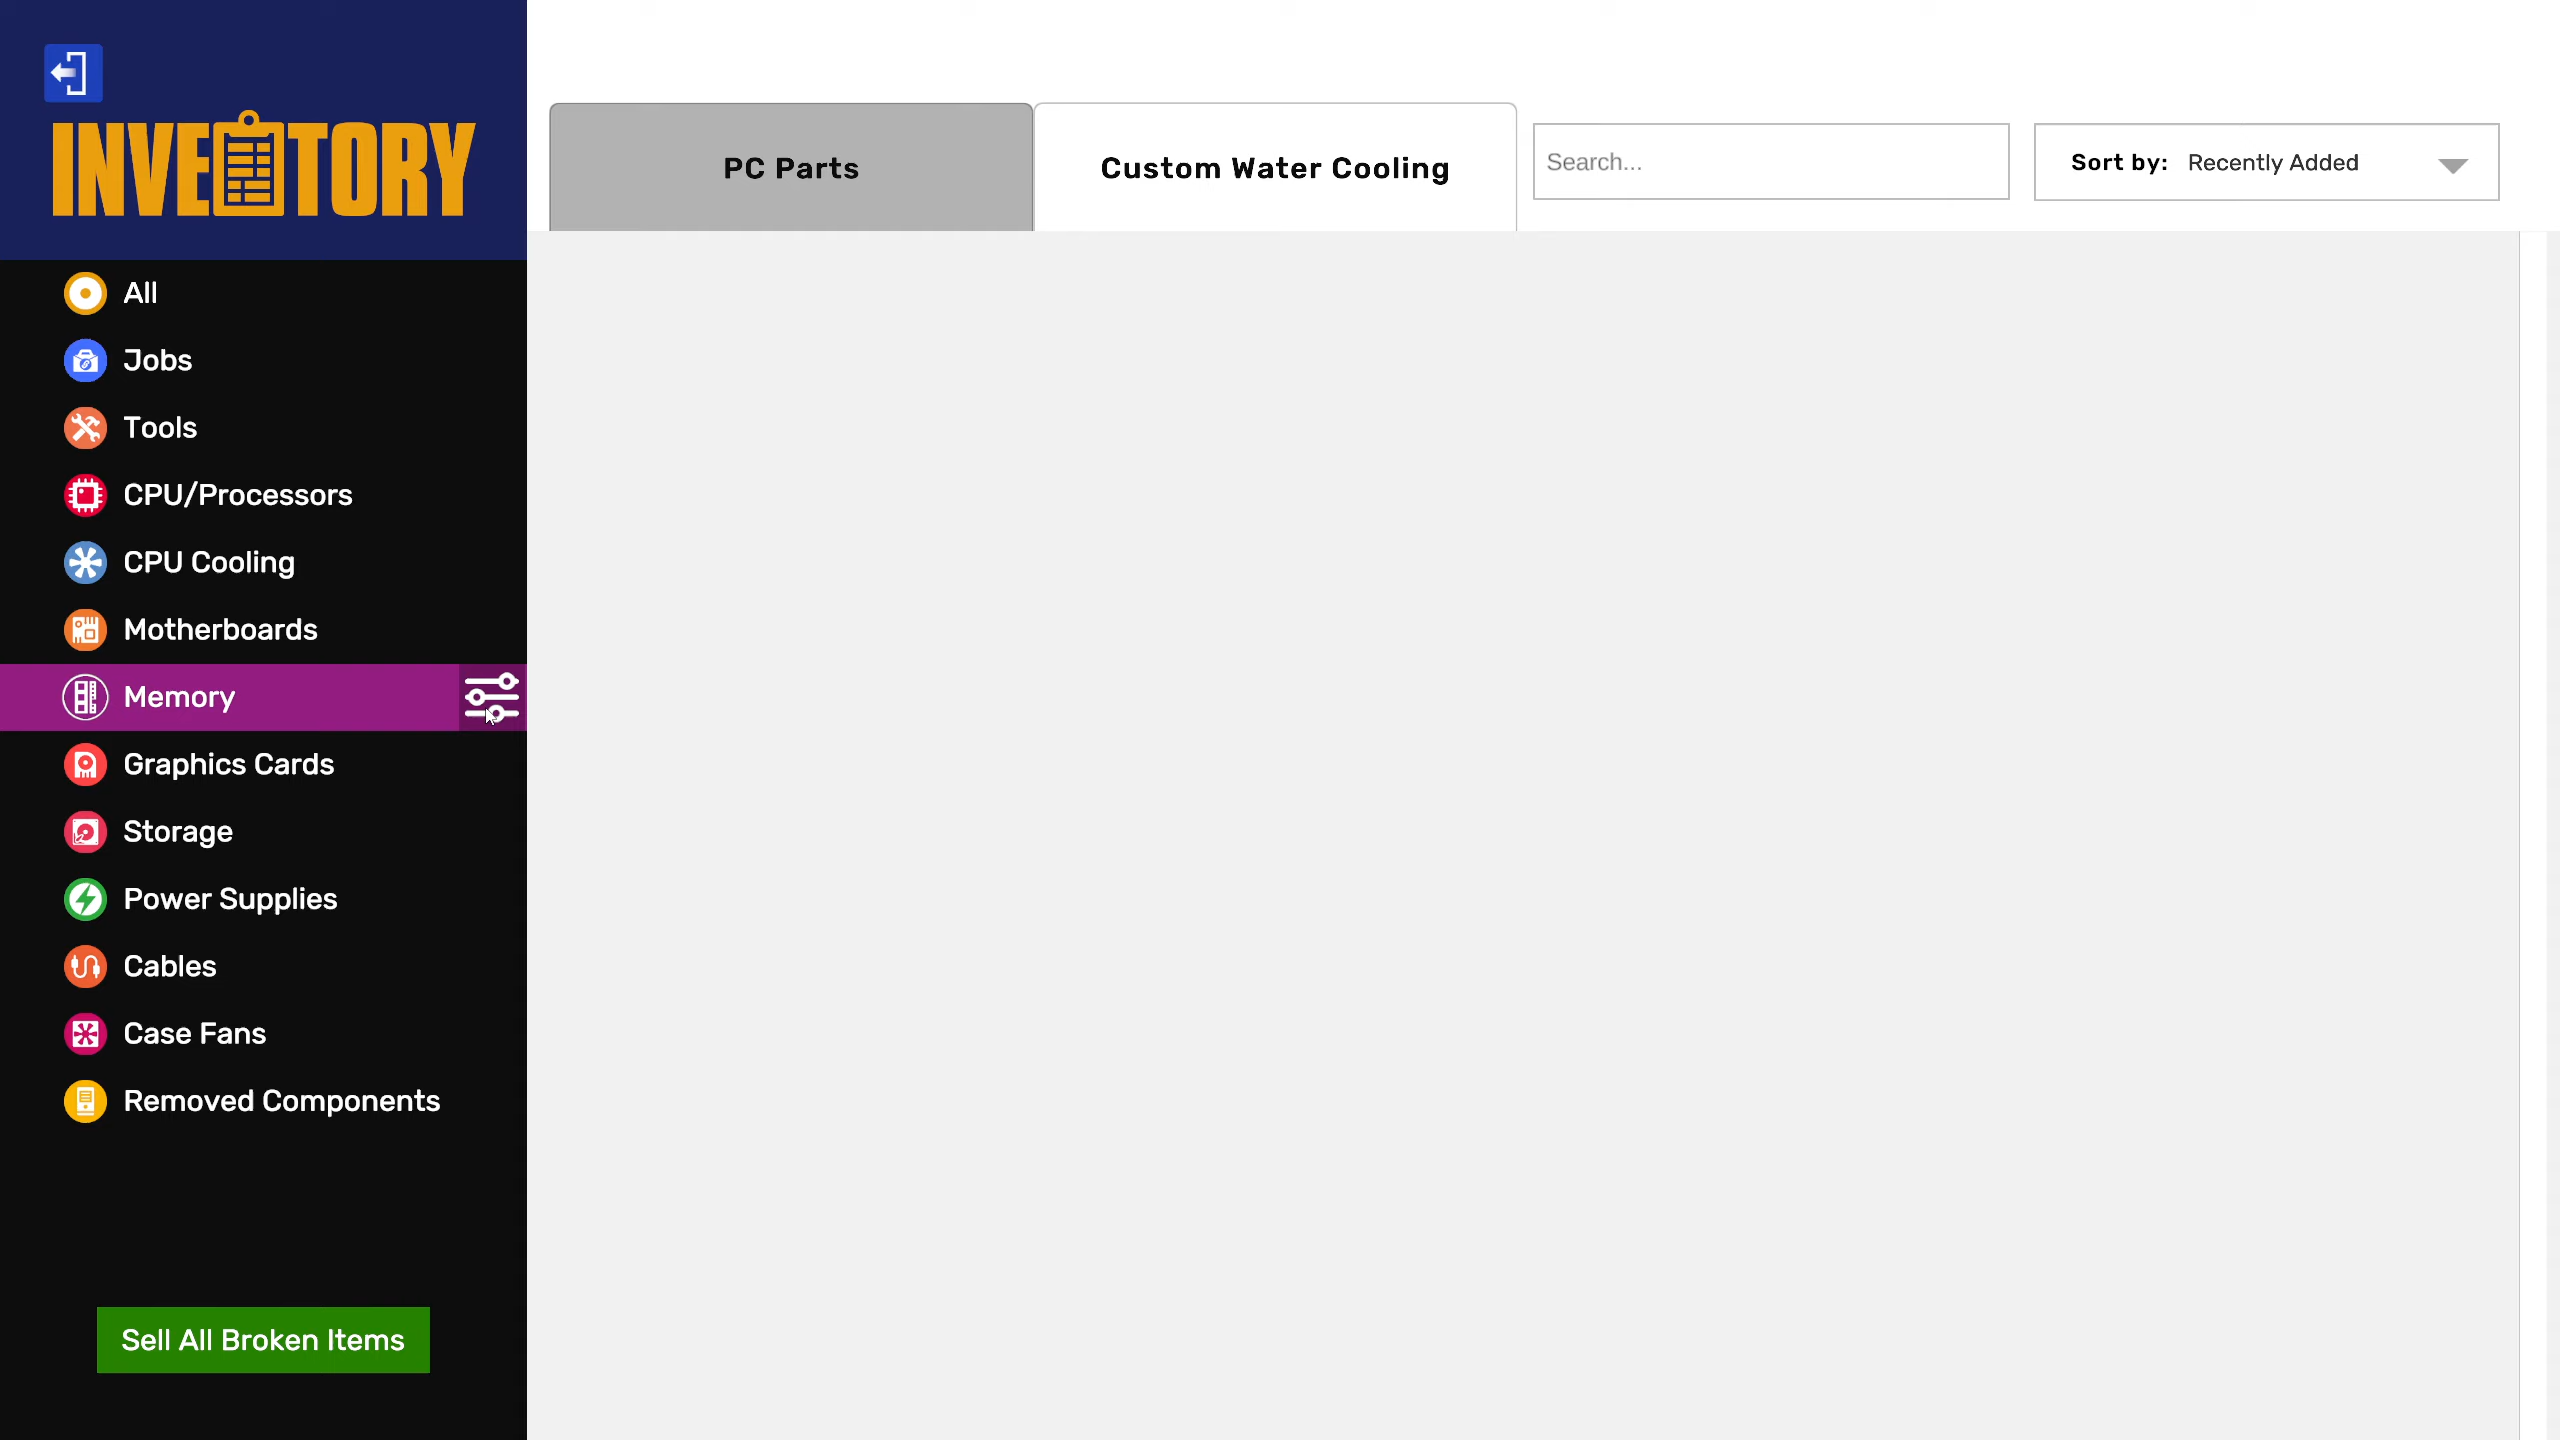 INVENTORY
PC Parts
Custom Water Cooling
Search...
Sort by: Recently Added
All
Jobs
Tools
CPU/Processors
CPU Cooling
Motherboards
Memory
Graphics Cards
Storage
Power Supplies
Cables
Case Fans
Removed Components
Sell All Broken Items